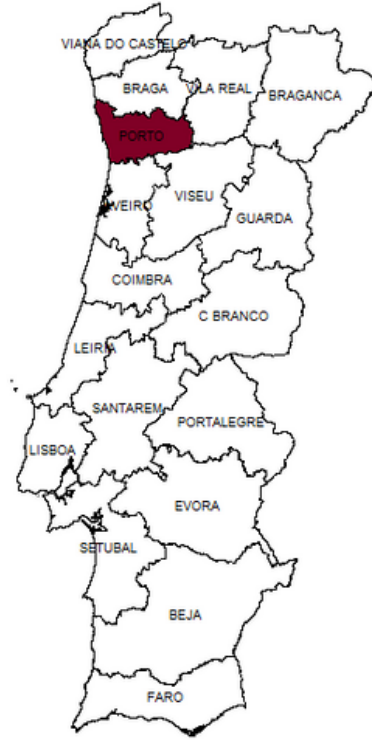 VIANA DO CASTELO
BRAGA
VILA REAL
BRAGANCA
PORTO
AVEIRO
VISEU
GUARDA
COIMBRA
C BRANCO
LEIRIA
SANTAREM
PORTALEGRE
LISBOA
EVORA
SETUBAL
BEJA
FARO